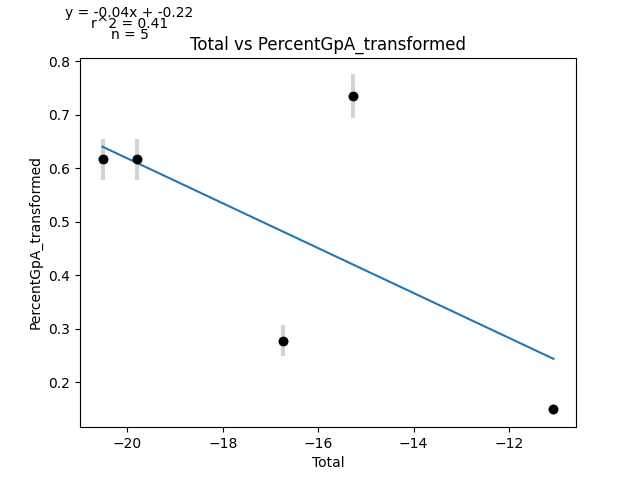 y = -0.04x + -0.22
r^2 = 0.41
n = 5
Total vs PercentGpA_transformed
0.8
0.7
0.6
0.5
0.4
0.3
0.2
PercentGpA_transformed
−20
−18
−16
−14
−12
Total